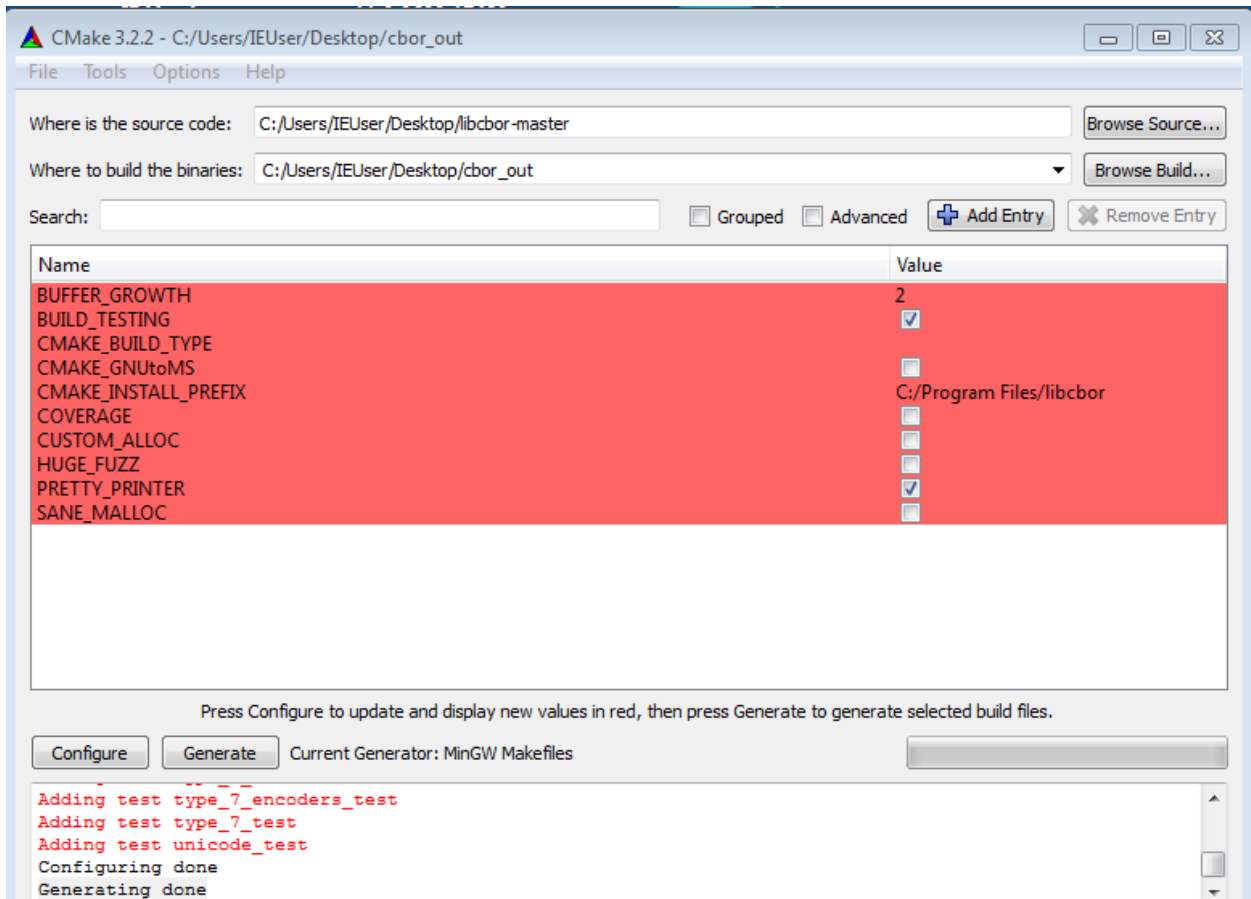 CMake 3.2.2 - C:/Users/IEUser/Desktop/cbor_out
File Tools Options Help
Where is the source code: C:/Users/IEUser/Desktop/libcbor-master Browse Source...
Where to build the binaries: C:/Users/IEUser/Desktop/cbor_out Browse Build...
Search: Grouped Advanced Add Entry Remove Entry
Name Value
BUFFER_GROWTH 2
BUILD_TESTING
CMAKE_BUILD_TYPE
CMAKE_GNUtoMS
CMAKE_INSTALL_PREFIX C:/Program Files/libcbor
COVERAGE
CUSTOM_ALLOC
HUGE_FUZZ
PRETTY_PRINTER
SANE_MALLOC
Press Configure to update and display new values in red, then press Generate to generate selected build files.
Configure Generate Current Generator: MinGW Makefiles
Adding test type_7_encoders_test
Adding test type_7_test
Adding test unicode_test
Configuring done
Generating done